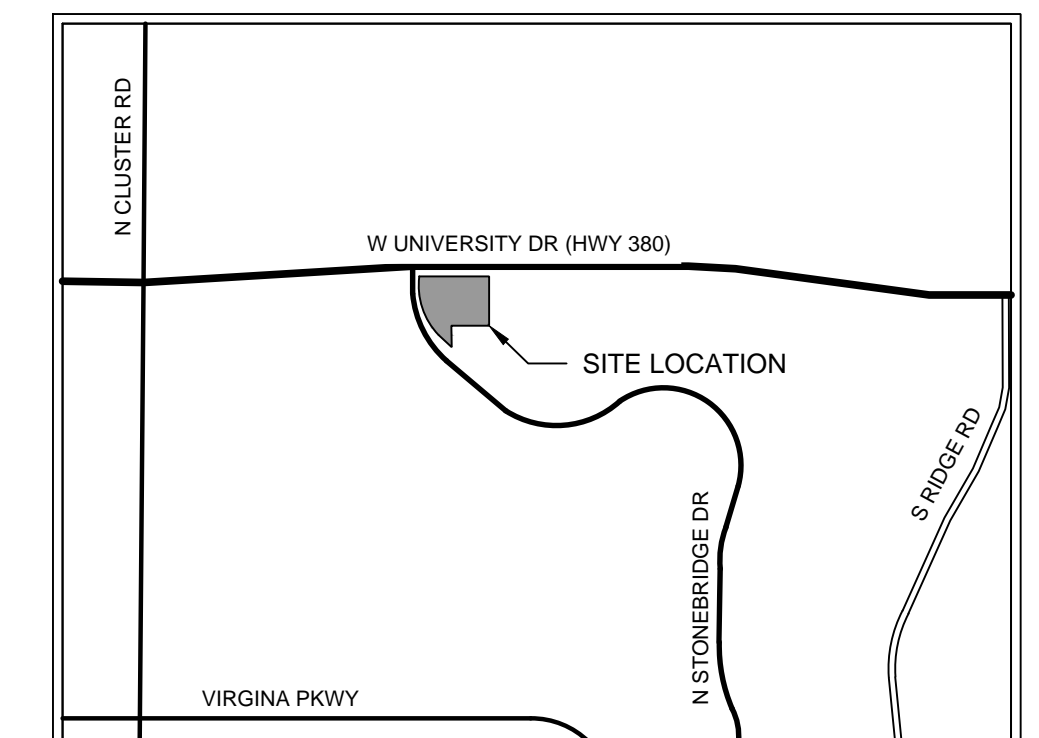 N CLUSTER RD
W UNIVERSITY DR (HWY 380)
SITE LOCATION
S RIDGE RD
N STONEBRIDGE DR
VIRGINA PKWY